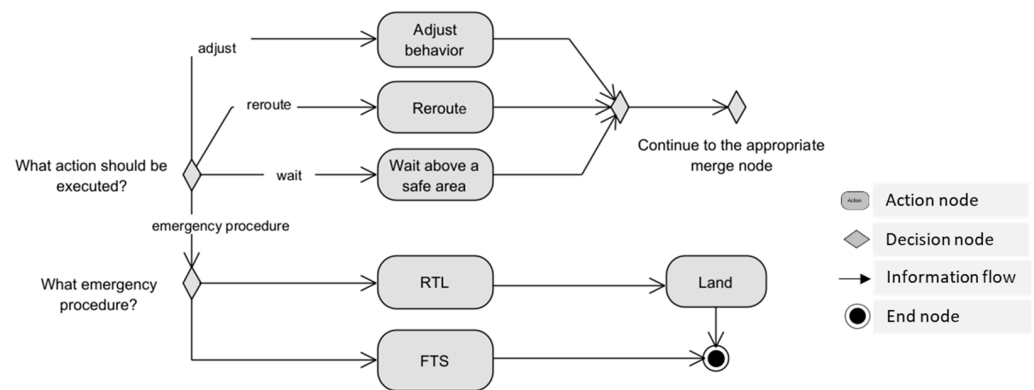 adjust
Adjust
behavior
reroute
Reroute
What action should be
executed?
wait
Wait above a
safe area
Continue to the appropriate
merge node
emergency procedure
What emergency
procedure?
RTL
Land
FTS
Action
Action node
Decision node
Information flow
End node